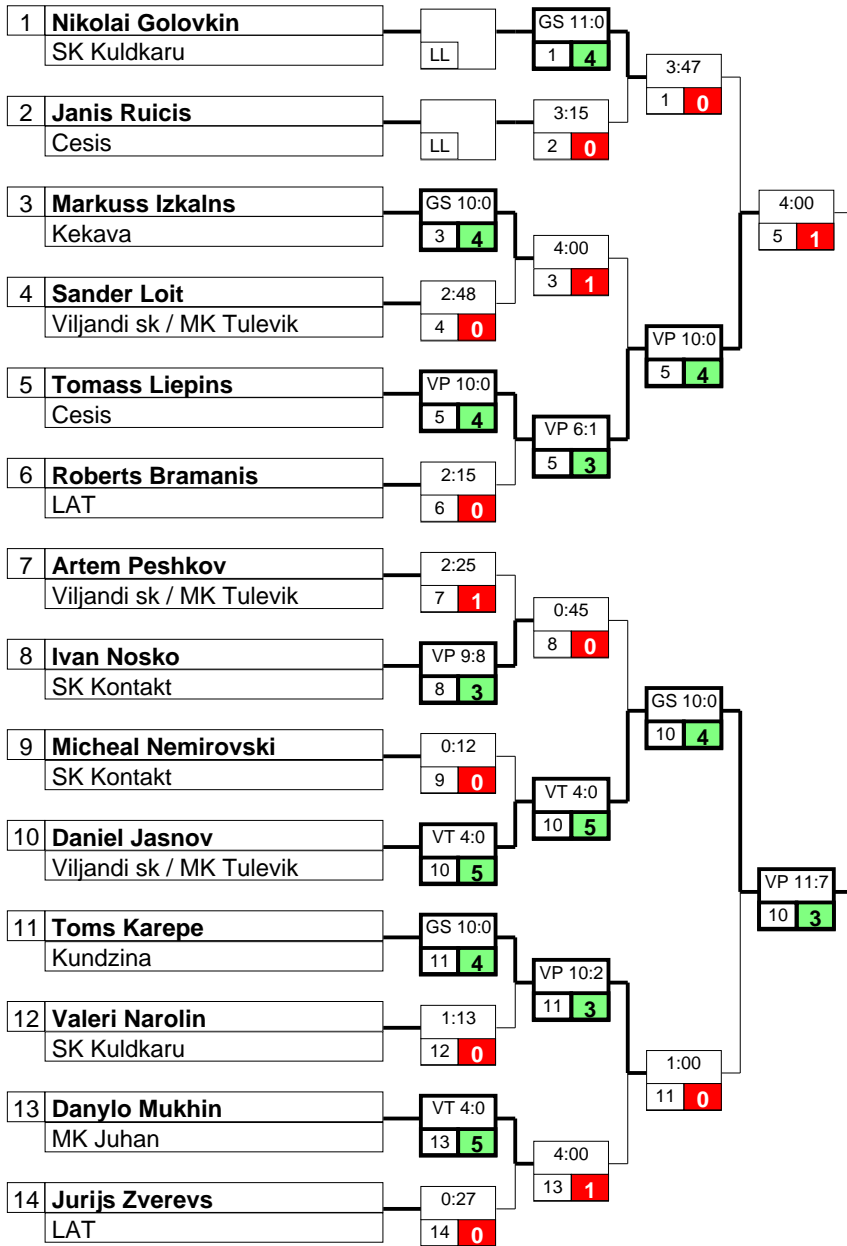 1 Nikolai Golovkin
SK Kuldkaru
LL
GS 11:0
1 4
3:47
1 0
2 Janis Ruicis
Cesis
LL
3:15
2 0
3 Markuss Izkalns
Kekava
GS 10:0
3 4
4:00
3 1
4:00
5 1
4 Sander Loit
Viljandi sk / MK Tulevik
2:48
4 0
VP 10:0
5 4
5 Tomass Liepins
Cesis
VP 10:0
5 4
VP 6:1
5 3
6 Roberts Bramanis
LAT
2:15
6 0
7 Artem Peshkov
Viljandi sk / MK Tulevik
2:25
7 1
0:45
8 0
8 Ivan Nosko
SK Kontakt
VP 9:8
8 3
GS 10:0
10 4
9 Micheal Nemirovski
SK Kontakt
0:12
9 0
VT 4:0
10 5
10 Daniel Jasnov
Viljandi sk / MK Tulevik
VT 4:0
10 5
VP 11:7
10 3
11 Toms Karepe
Kundzina
GS 10:0
11 4
VP 10:2
11 3
12 Valeri Narolin
SK Kuldkaru
1:13
12 0
1:00
11 0
13 Danylo Mukhin
MK Juhan
VT 4:0
13 5
4:00
13 1
14 Jurijs Zverevs
LAT
0:27
14 0